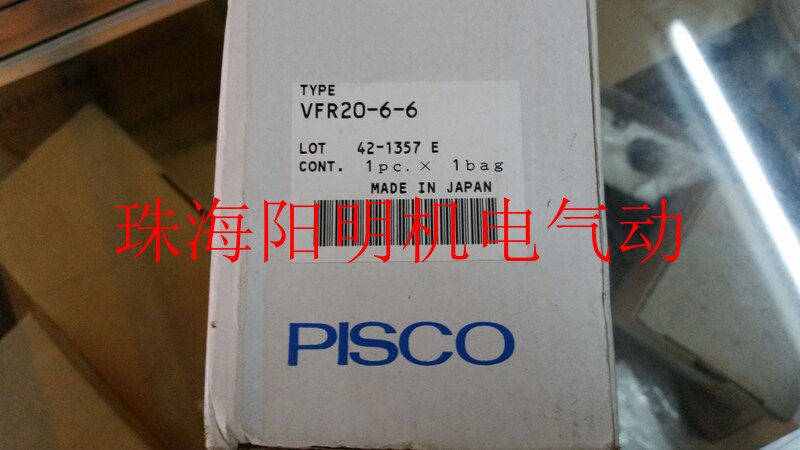 TYPE
VFR20-6-6
LOT 42-1357 E
CONT. 1pc.× 1bag
MADE IN JAPAN
珠海阳明机电气动
PISCO